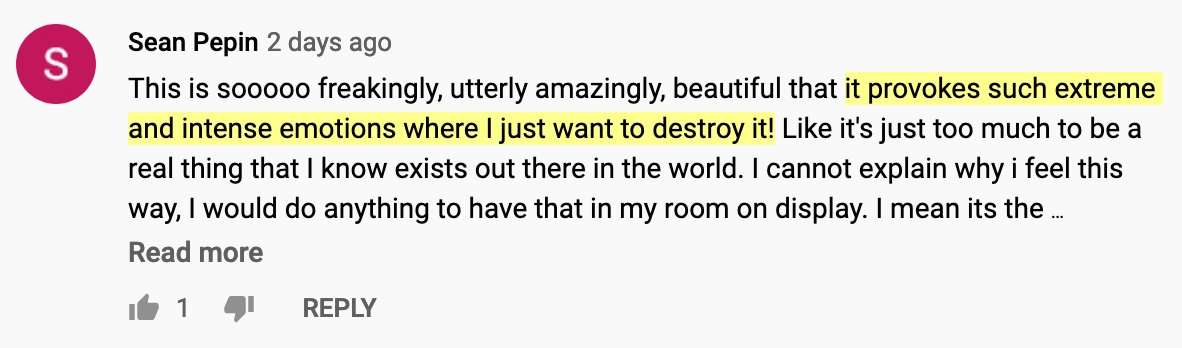 S
Sean Pepin 2 days ago
This is sooooo freakingly, utterly amazingly, beautiful that it provokes such extreme
and intense emotions where I just want to destroy it! Like it's just too much to be a
real thing that I know exists out there in the world. I cannot explain why i feel this
way, I would do anything to have that in my room on display. I mean its the ...
Read more
1 REPLY